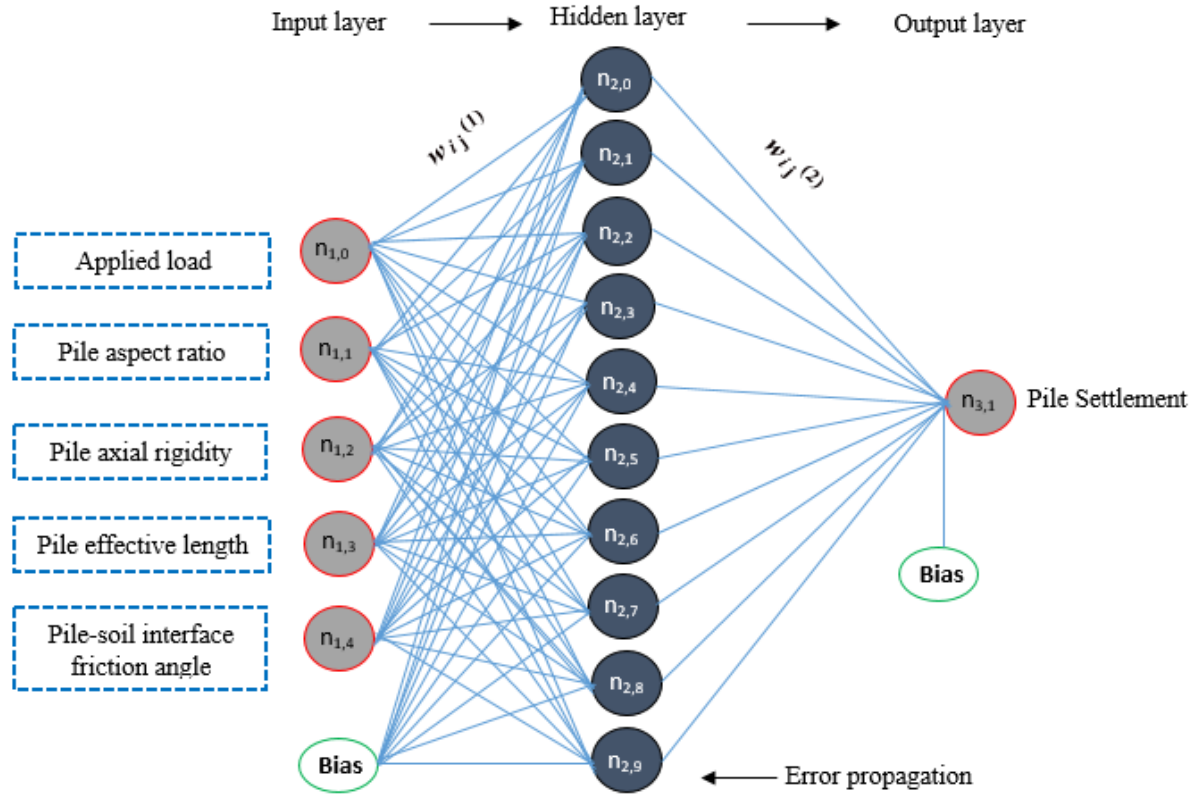 Input layer
Hidden layer
Output layer
w i j (1)
w i j (2)
Applied load
Pile aspect ratio
Pile axial rigidity
Pile effective length
Pile-soil interface
friction angle
n1,0
n1,1
n1,2
n1,3
n1,4
Bias
n2,0
n2,1
n2,2
n2,3
n2,4
n2,5
n2,6
n2,7
n2,8
n2,9
n3,1
Pile Settlement
Bias
Error propagation